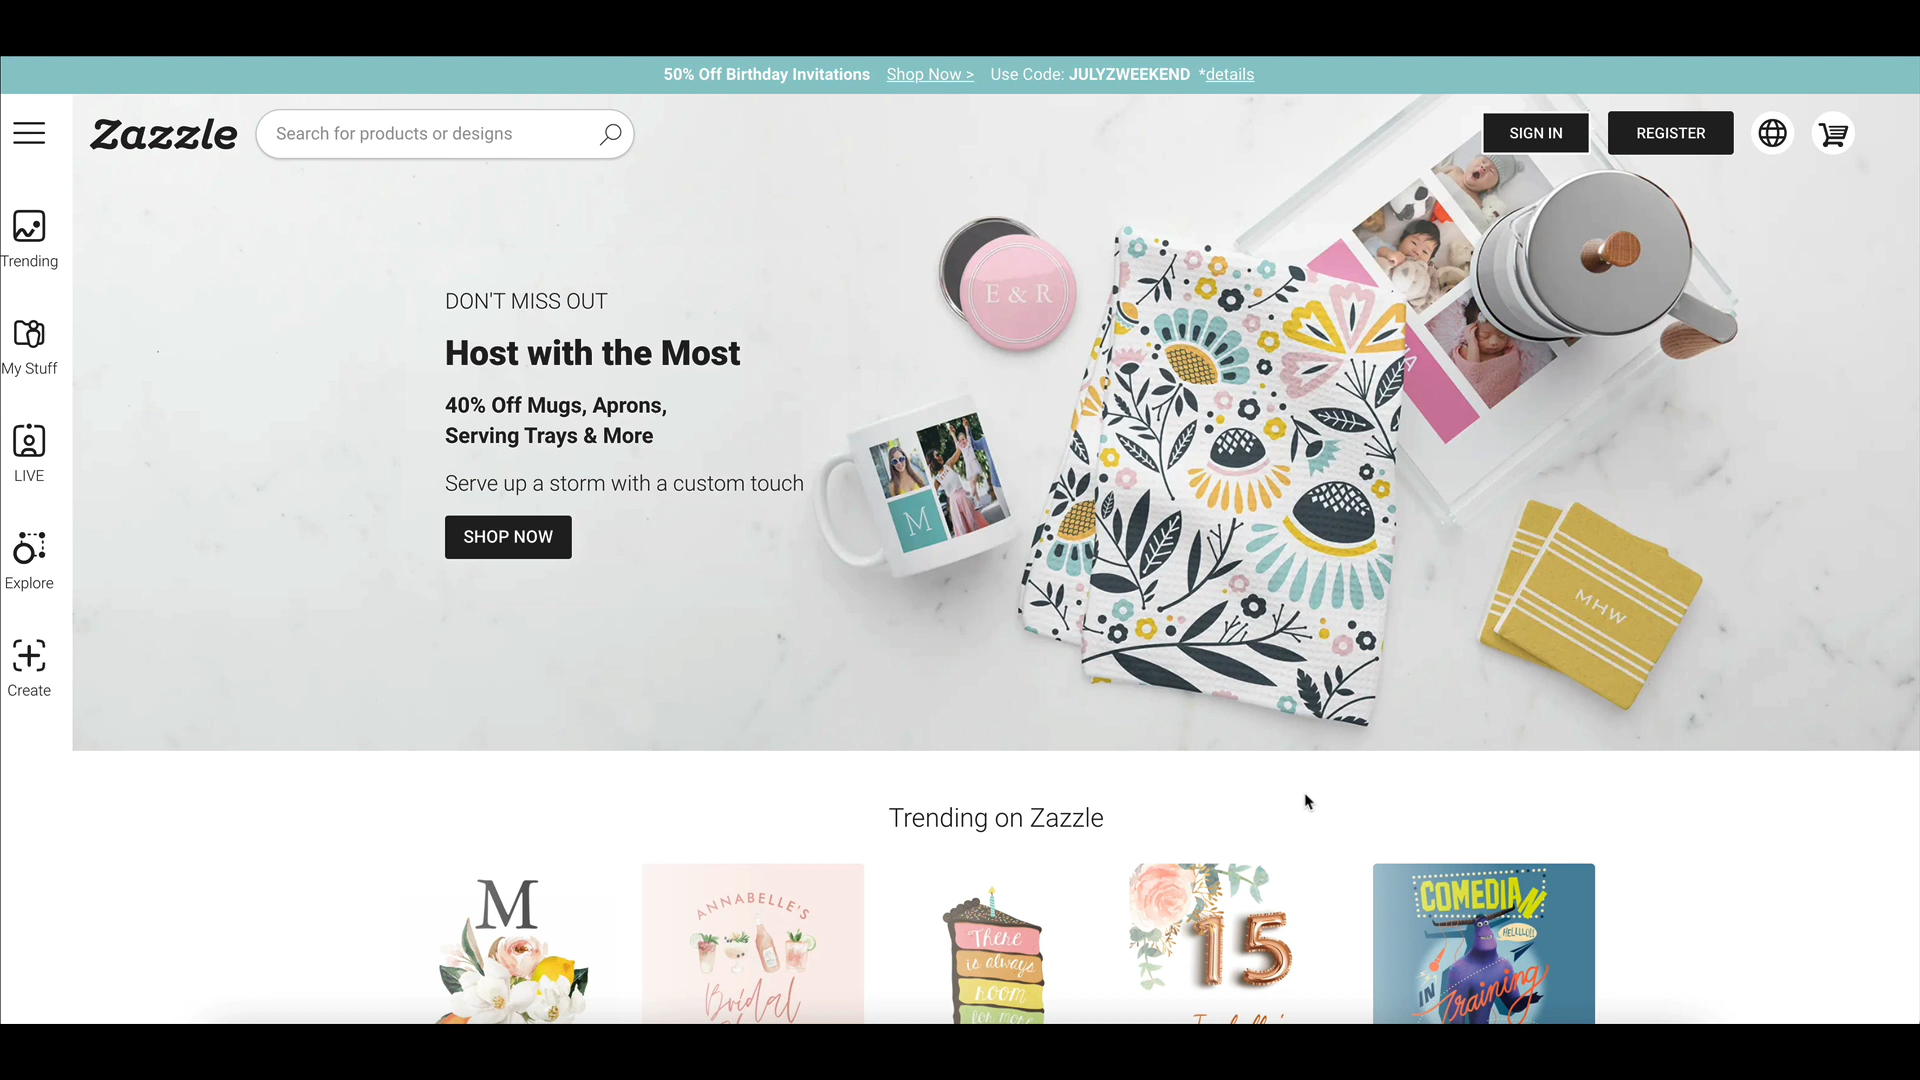 50% Off Birthday Invitations Shop Now > Use Code: JULYZWEEKEND *details
Zazzle
Search for products or designs
SIGN IN
REGISTER
Trending
My Stuff
LIVE
Explore
Create
DON'T MISS OUT
Host with the Most
40% Off Mugs, Aprons,
Serving Trays & More
Serve up a storm with a custom touch
SHOP NOW
E & R
M
MHW
Trending on Zazzle
M
ANNABELLE'S
Bridal
There
is always
room
for more
15
COMEDIAN
HELLLLO!!
IN
Training